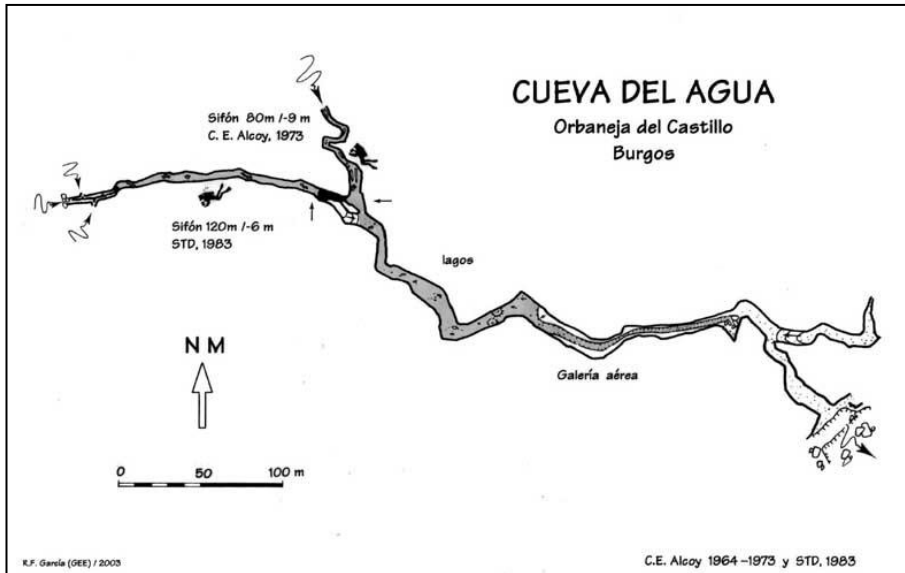 CUEVA DEL AGUA
Orbaneja del Castillo
Burgos
Sifón 80m /-9 m
C. E. Alcoy, 1973
Sifón 120m /-6 m
STD, 1983
lagos
Galería aérea
N M
0 50 100 m
R.F. García (GEE) / 2003
C.E. Alcoy 1964-1973 y STD, 1983